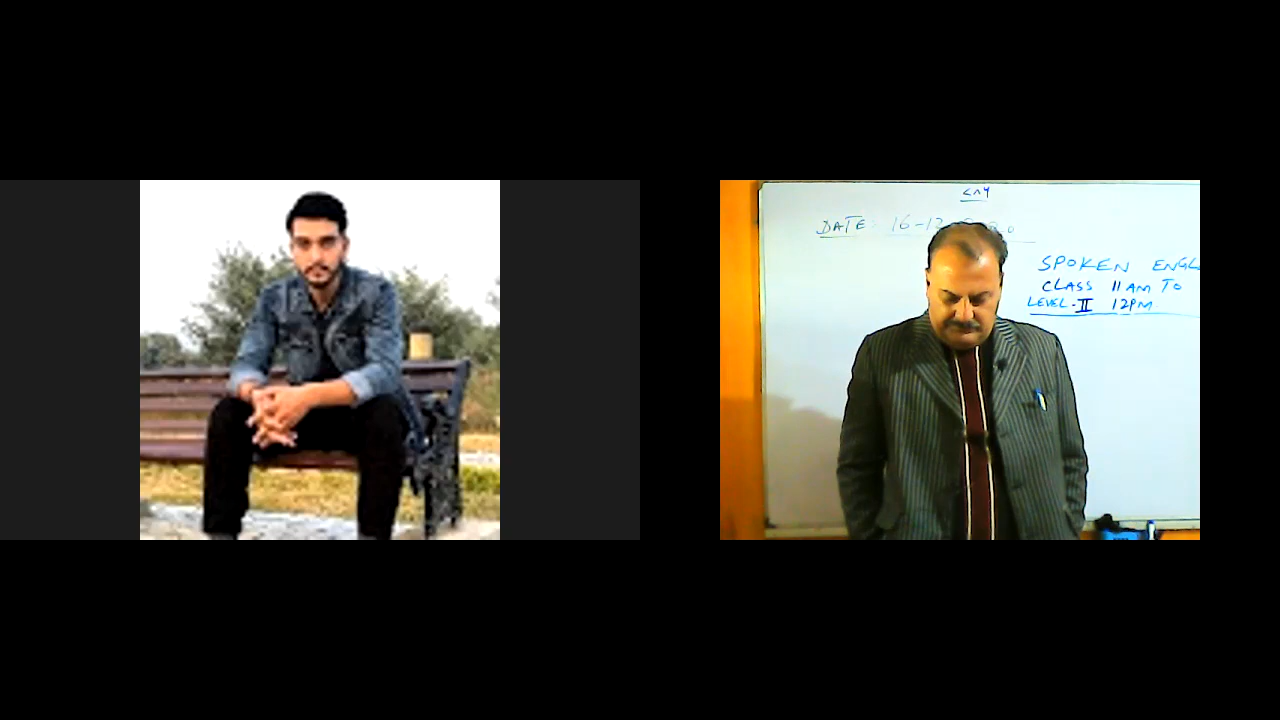 DATE: 16-12
SPOKEN ENGL
CLASS 11 AM TO
LEVEL-II 12PM